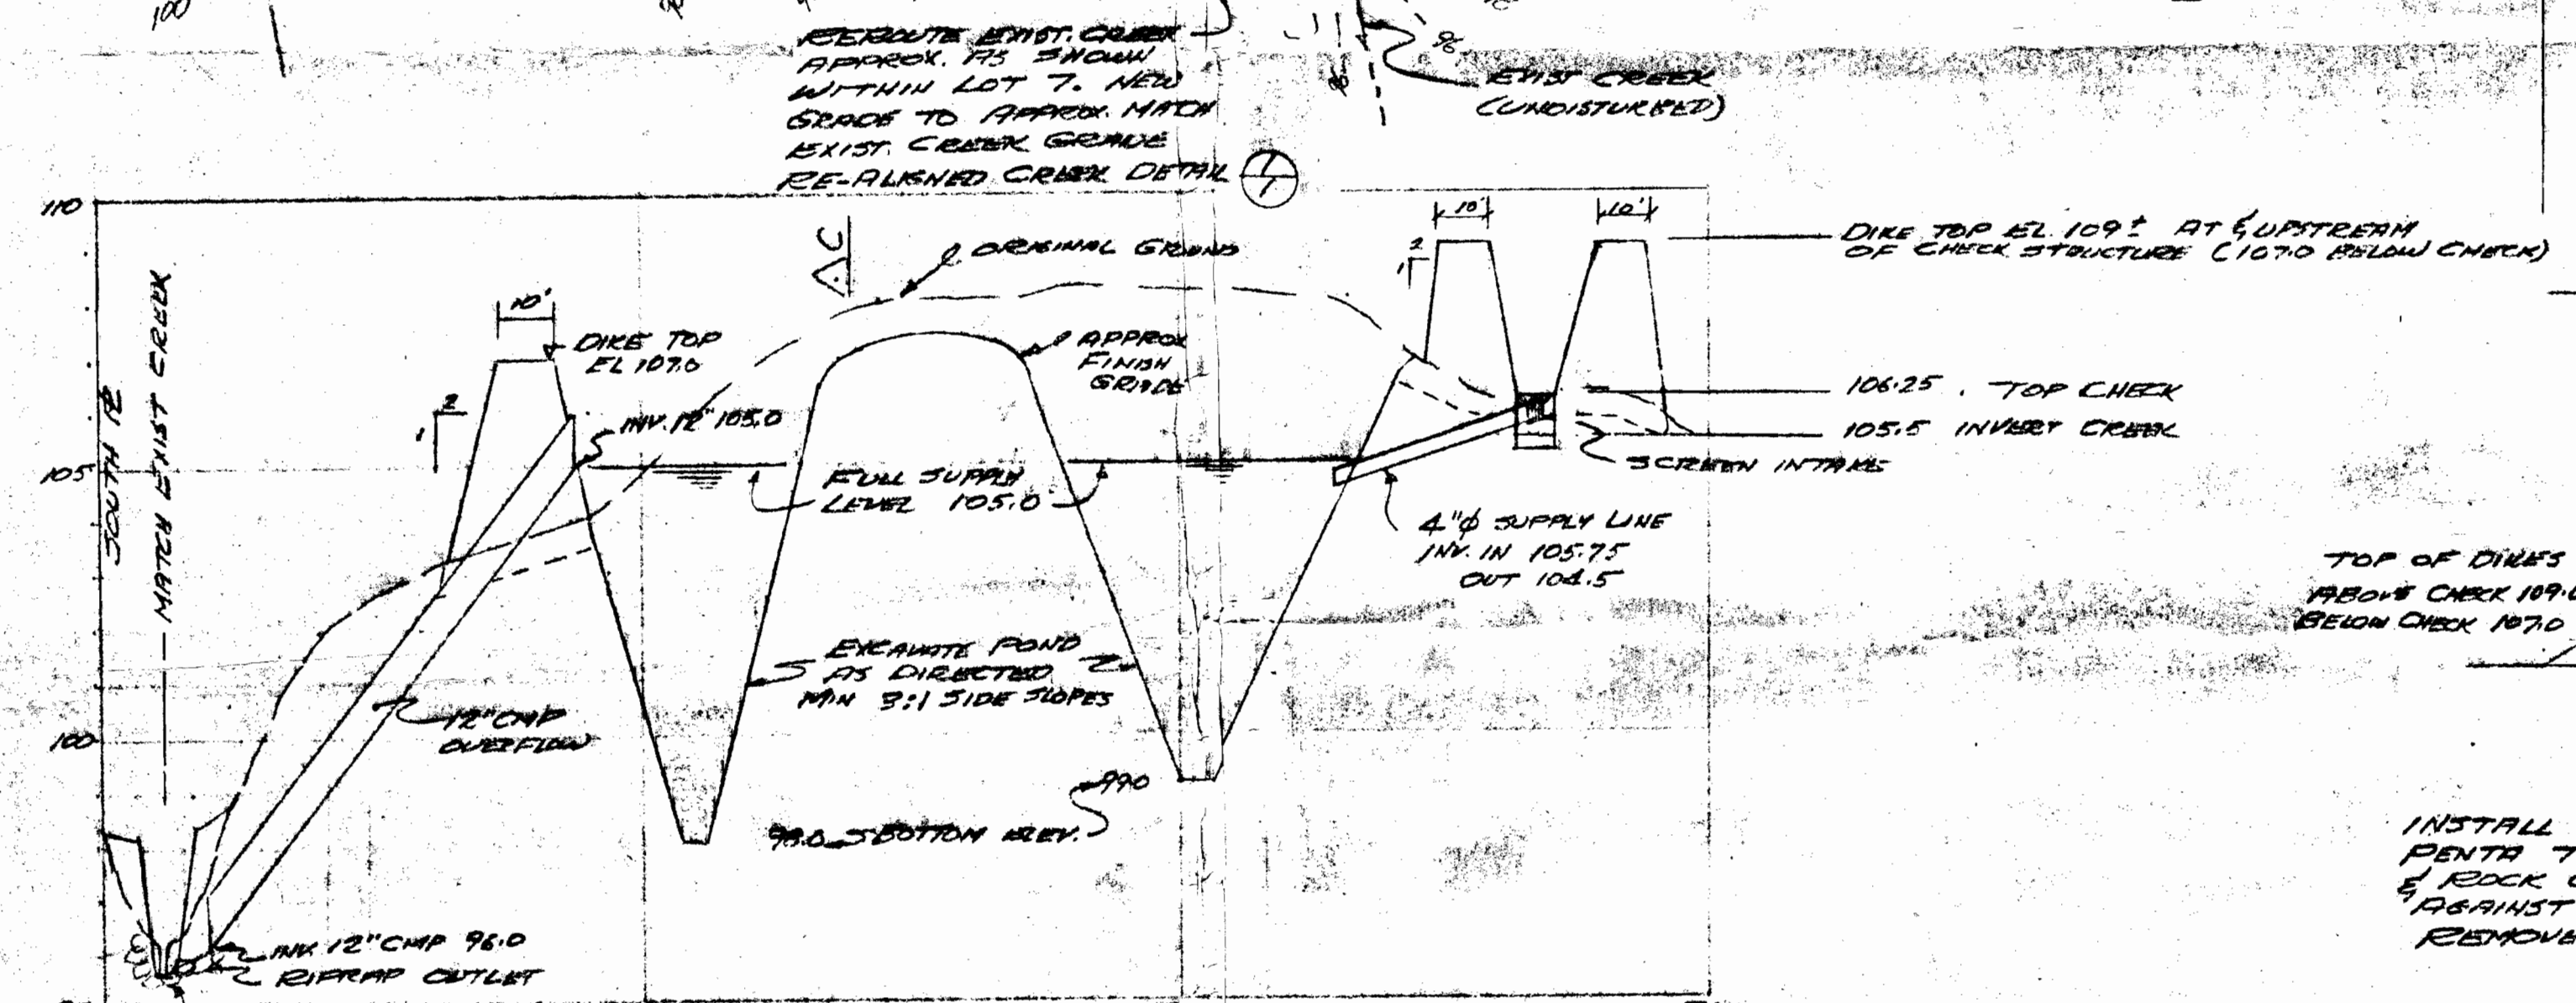 100
REROUTE EXIST. CREEK
APPROX. AS SHOWN
WITHIN LOT 7. NEW
GRADE TO APPROX. MATCH
EXIST. CREEK GRADE
RE-ALIGNED CREEK DETAIL
EXIST CREEK
(UNDISTURBED)
110
105
100
SOUTH PL
MATCH EXIST CREEK
10'
DIKE TOP
EL 107.0
2
1
INV. 12" 105.0
ORIGINAL GROUND
APPROX
FINISH
GRADE
FULL SUPPLY
LEVEL 105.0
10'
10'
2
1
DIKE TOP EL 109± AT & UPSTREAM
OF CHECK STRUCTURE (107.0 BELOW CHECK)
106.25 . TOP CHECK
105.5 INVERT CREEK
SCREEN INTAKE
4"ϕ SUPPLY LINE
INV. IN 105.75
OUT 104.5
EXCAVATE POND
AS DIRECTED
MIN 3:1 SIDE SLOPES
12" CMP
OVERFLOW
99.0
98.0 BOTTOM ELEV.
INV 12" CMP 96.0
RIPRAP OUTLET
TOP OF DIKES
ABOVE CHECK 109.0
BELOW CHECK 107.0
INSTALL
PENTA
& ROCK
AGAINST
REMOVE